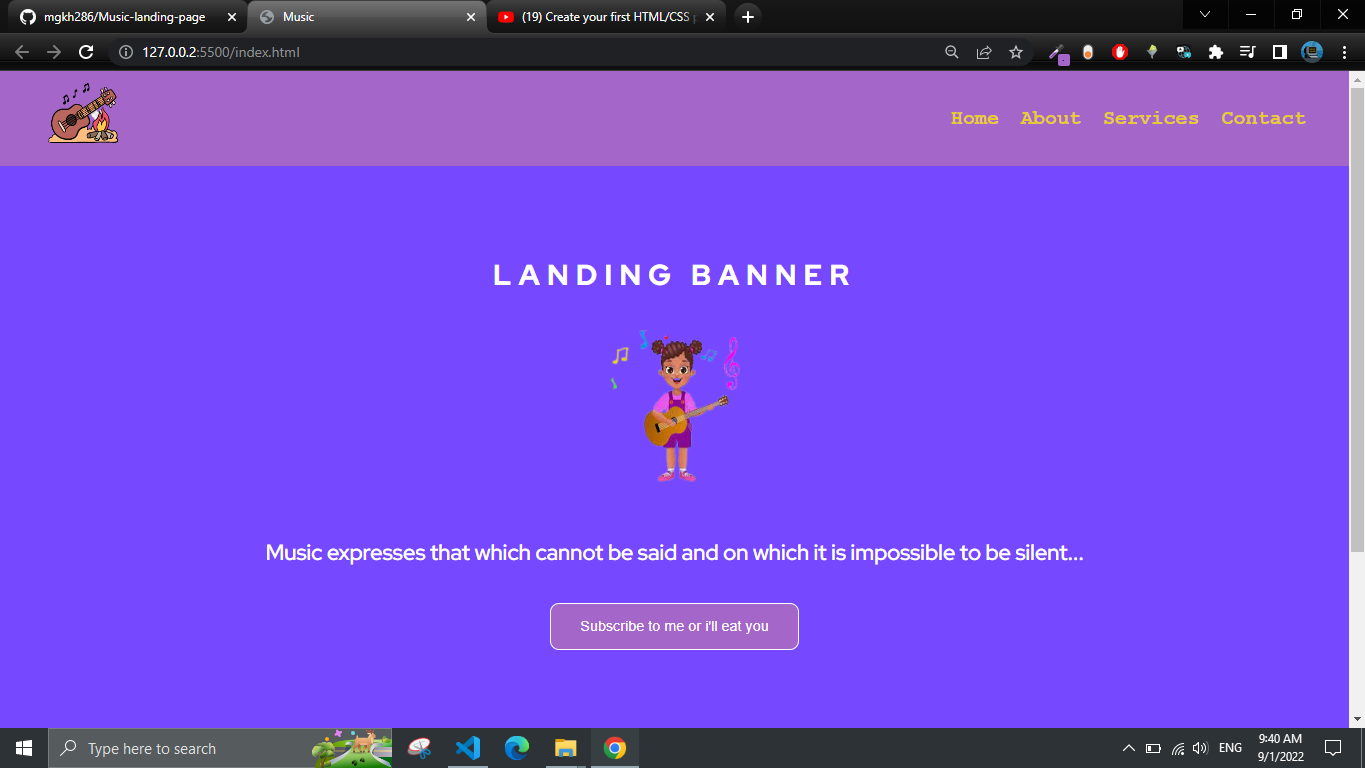 mgkh286/Music-landing-page
Music
(19) Create your first HTML/CSS
127.0.0.2:5500/index.html
Home About Services Contact
LANDING BANNER
Music expresses that which cannot be said and on which it is impossible to be silent...
Subscribe to me or i'll eat you
Type here to search
ENG
9:40 AM
9/1/2022